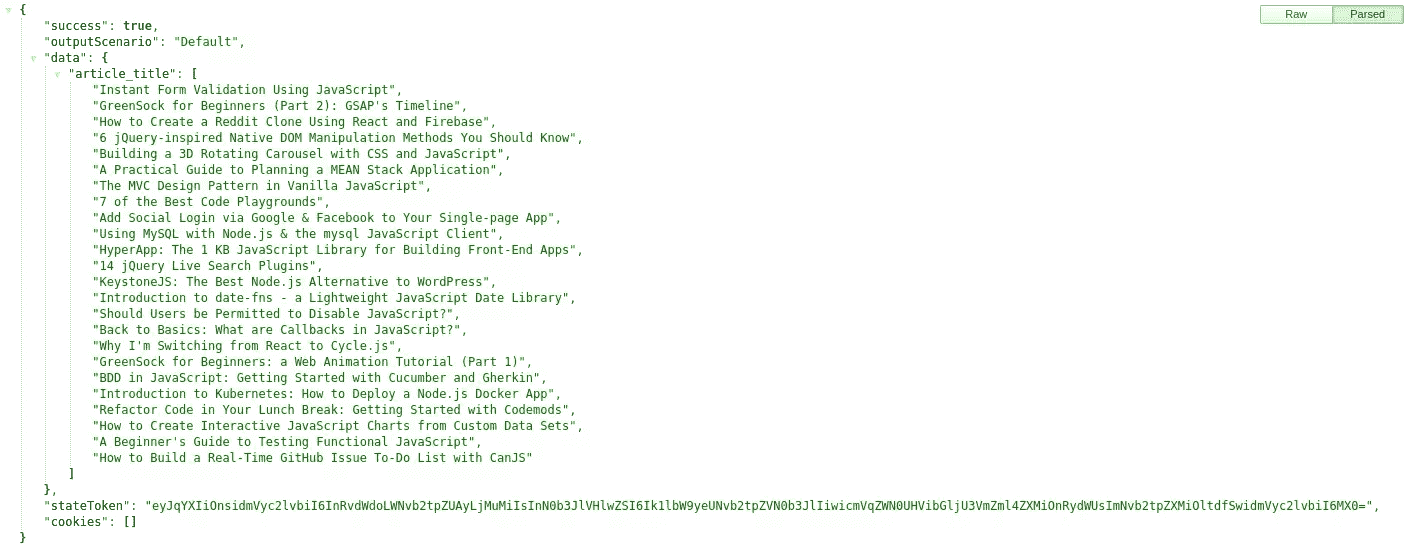 {
Raw Parsed
"success": true,
"outputScenario": "Default",
"data": {
"article_title": [
"Instant Form Validation Using JavaScript",
"GreenSock for Beginners (Part 2): GSAP's Timeline",
"How to Create a Reddit Clone Using React and Firebase",
"6 jQuery-inspired Native DOM Manipulation Methods You Should Know",
"Building a 3D Rotating Carousel with CSS and JavaScript",
"A Practical Guide to Planning a MEAN Stack Application",
"The MVC Design Pattern in Vanilla JavaScript",
"7 of the Best Code Playgrounds",
"Add Social Login via Google & Facebook to Your Single-page App",
"Using MySQL with Node.js & the mysql JavaScript Client",
"HyperApp: The 1 KB JavaScript Library for Building Front-End Apps",
"14 jQuery Live Search Plugins",
"KeystoneJS: The Best Node.js Alternative to WordPress",
"Introduction to date-fns - a Lightweight JavaScript Date Library",
"Should Users be Permitted to Disable JavaScript?",
"Back to Basics: What are Callbacks in JavaScript?",
"Why I'm Switching from React to Cycle.js",
"GreenSock for Beginners: a Web Animation Tutorial (Part 1)",
"BDD in JavaScript: Getting Started with Cucumber and Gherkin",
"Introduction to Kubernetes: How to Deploy a Node.js Docker App",
"Refactor Code in Your Lunch Break: Getting Started with Codemods",
"How to Create Interactive JavaScript Charts from Custom Data Sets",
"A Beginner's Guide to Testing Functional JavaScript",
"How to Build a Real-Time GitHub Issue To-Do List with CanJS"
]
},
"stateToken": "eyJqYXIiOnsidmVyc2lvbiI6InRvdWdoLWNvb2tpZUAyLjMuMiIsInN0b3JlVHlwZSI6Ik1lbW9yeUNvb2tpZVN0b3JlIiwicmVqZWN0UHVibGljU3VmZml4ZXMiOnRydWUsImNvb2tpZXMiOltdfSwidmVyc2lvbiI6MX0=",
"cookies": []
}